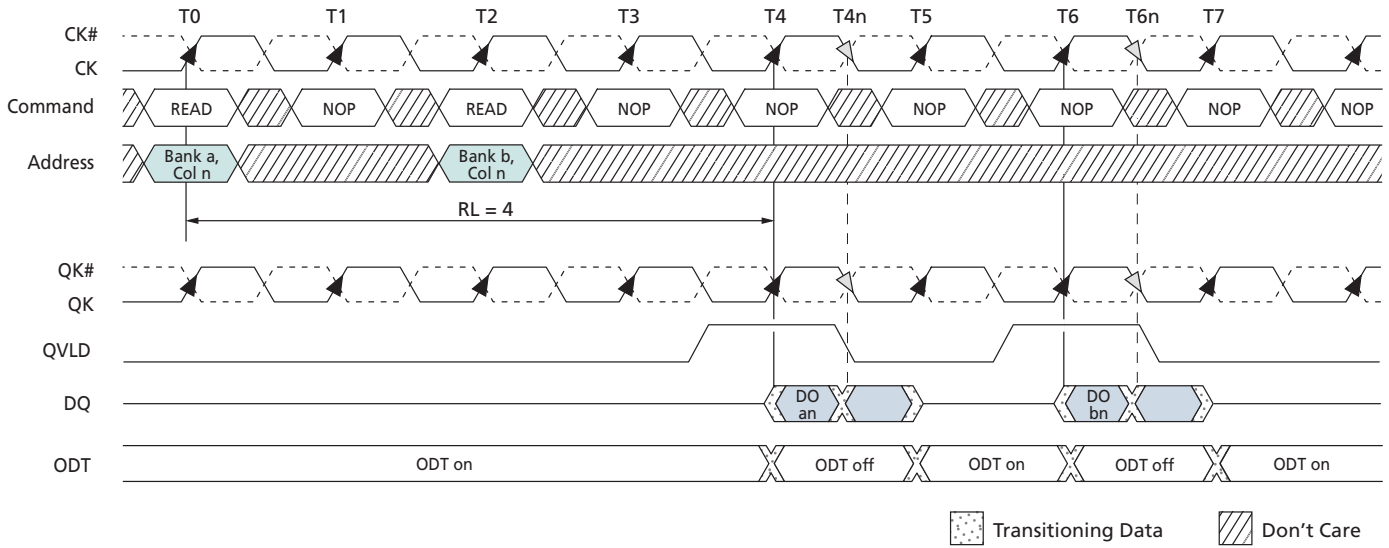 T0 T1 T2 T3 T4 T4n T5 T6 T6n T7
CK#
CK
Command READ NOP READ NOP NOP NOP NOP NOP NOP
Address Bank a, Bank b,
Col n Col n
RL = 4
QK#
QK
QVLD
DQ DO DO
an bn
ODT ODT on ODT off ODT on ODT off ODT on
Transitioning Data Don't Care